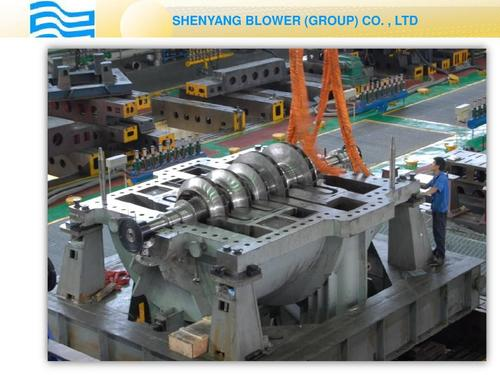 SHENYANG BLOWER (GROUP) CO. , LTD